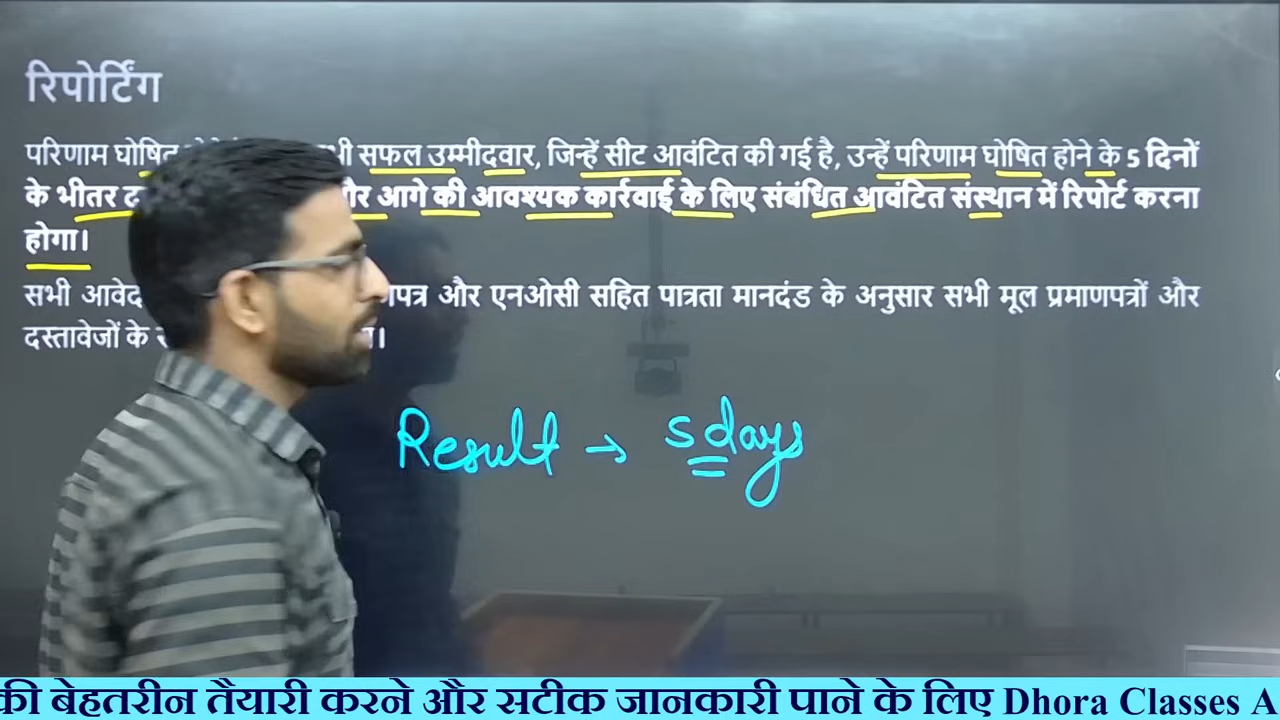 रिपोर्टिंग
परिणाम घोषित सफल उम्मीदवार, जिन्हें सीट आवंटित की गई है, उन्हें परिणाम घोषित होने के 5 दिनों
के भीतर आगे की आवश्यक कार्रवाई के लिए संबंधित आवंटित संस्थान में रिपोर्ट करना
होगा।
सभी और एनओसी सहित पात्रता मानदंड के अनुसार सभी मूल प्रमाणपत्रों और
दस्तावेजों के
Result → 5 days
की बेहतरीन तैयारी करने और सटीक जानकारी पाने के लिए Dhora Classes A